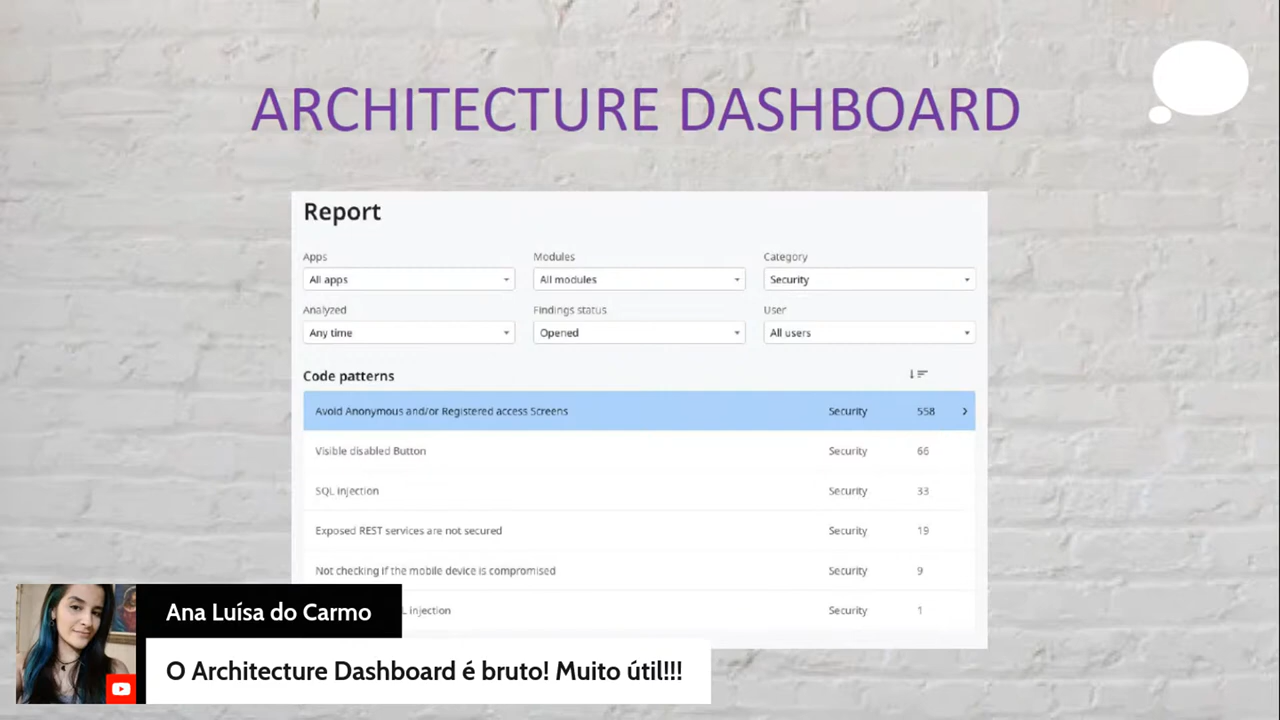 ARCHITECTURE DASHBOARD
Report
Apps Modules Category
All apps All modules Security
Analyzed Findings status User
Any time Opened All users
Code patterns
Avoid Anonymous and/or Registered access Screens Security 558
Visible disabled Button Security 66
SQL injection Security 33
Exposed REST services are not secured Security 19
Not checking if the mobile device is compromised Security 9
injection Security 1
Ana Luísa do Carmo
O Architecture Dashboard é bruto! Muito útil!!!